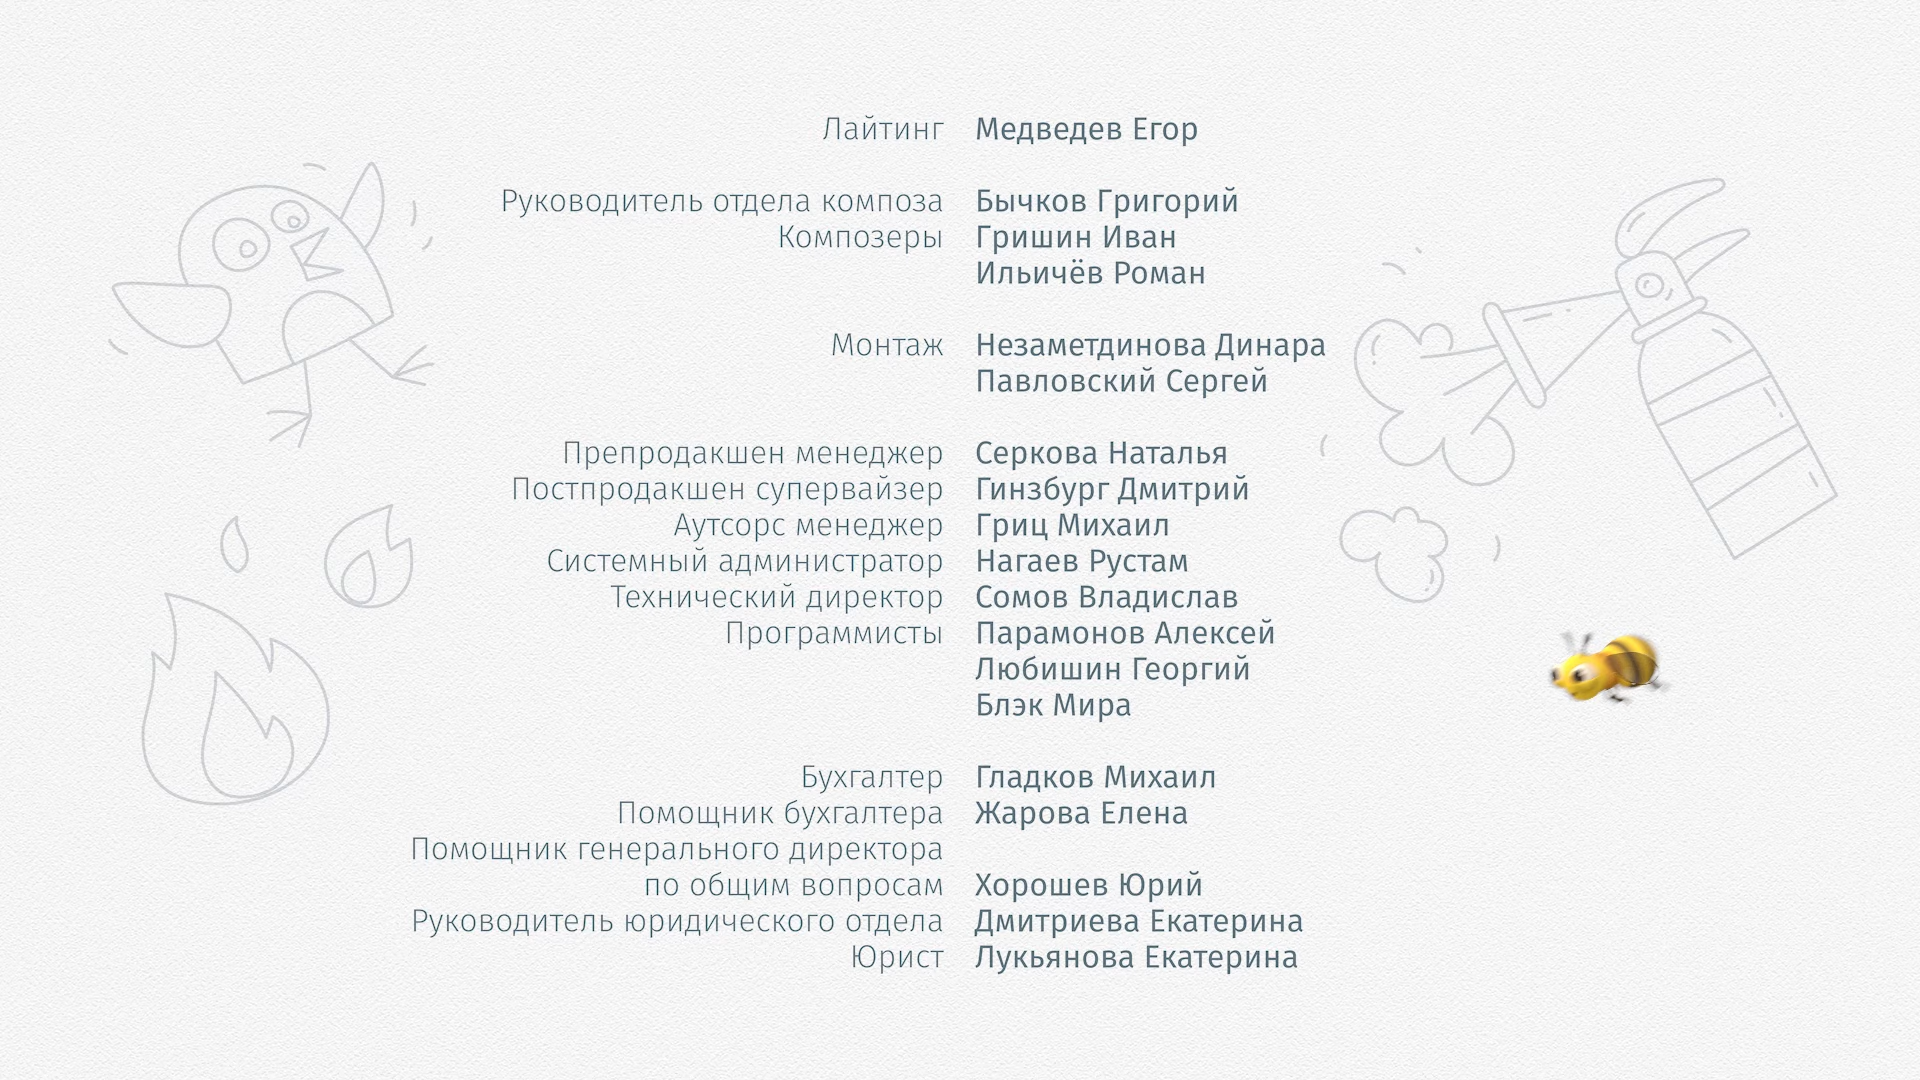 Лайтинг Медведев Егор
Руководитель отдела композа Бычков Григорий
Композеры Гришин Иван
Ильичёв Роман
Монтаж Незаметдинова Динара
Павловский Сергей
Препродакшен менеджер Серкова Наталья
Постпродакшен супервайзер Гинзбург Дмитрий
Аутсорс менеджер Гриц Михаил
Системный администратор Нагаев Рустам
Технический директор Сомов Владислав
Программисты Парамонов Алексей
Любишин Георгий
Блэк Мира
Бухгалтер Гладков Михаил
Помощник бухгалтера Жарова Елена
Помощник генерального директора
по общим вопросам Хорошев Юрий
Руководитель юридического отдела Дмитриева Екатерина
Юрист Лукьянова Екатерина